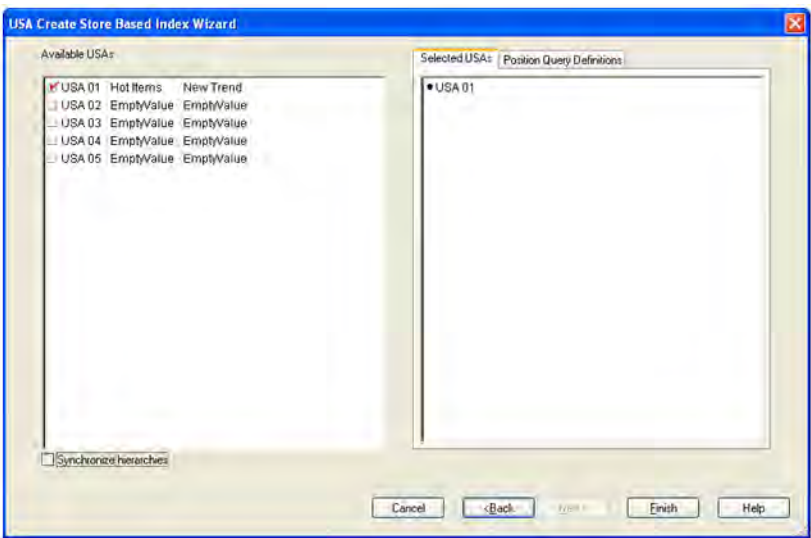 USA Create Store Based Index Wizard
Available USAs
Selected USAs Position Query Definitions
USA 01 Hot Items New Trend
USA 02 EmptyValue EmptyValue
USA 03 EmptyValue EmptyValue
USA 04 EmptyValue EmptyValue
USA 05 EmptyValue EmptyValue
USA 01
Synchronize hierarchies
Cancel <Back Next> Finish Help